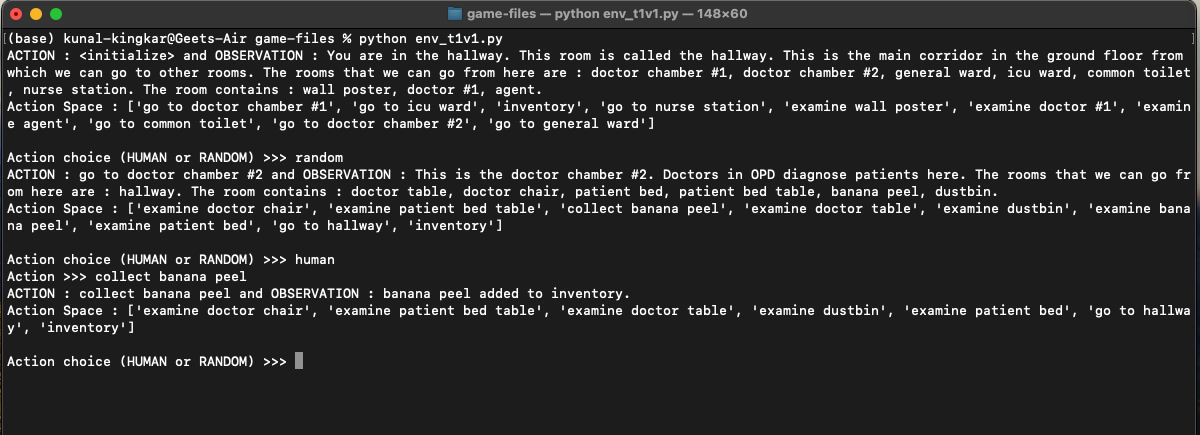 game-files — python env_t1v1.py — 148×60
[(base) kunal-kingkar@Geets-Air game-files % python env_t1v1.py ]
ACTION : <initialize> and OBSERVATION : You are in the hallway. This room is called the hallway. This is the main corridor in the ground floor from
which we can go to other rooms. The rooms that we can go from here are : doctor chamber #1, doctor chamber #2, general ward, icu ward, common toilet
, nurse station. The room contains : wall poster, doctor #1, agent.
Action Space : ['go to doctor chamber #1', 'go to icu ward', 'inventory', 'go to nurse station', 'examine wall poster', 'examine doctor #1', 'examin
e agent', 'go to common toilet', 'go to doctor chamber #2', 'go to general ward']
Action choice (HUMAN or RANDOM) >>> random
ACTION : go to doctor chamber #2 and OBSERVATION : This is the doctor chamber #2. Doctors in OPD diagnose patients here. The rooms that we can go fr
om here are : hallway. The room contains : doctor table, doctor chair, patient bed, patient bed table, banana peel, dustbin.
Action Space : ['examine doctor chair', 'examine patient bed table', 'collect banana peel', 'examine doctor table', 'examine dustbin', 'examine bana
na peel', 'examine patient bed', 'go to hallway', 'inventory']
Action choice (HUMAN or RANDOM) >>> human
Action >>> collect banana peel
ACTION : collect banana peel and OBSERVATION : banana peel added to inventory.
Action Space : ['examine doctor chair', 'examine patient bed table', 'examine doctor table', 'examine dustbin', 'examine patient bed', 'go to hallwa
y', 'inventory']
Action choice (HUMAN or RANDOM) >>>